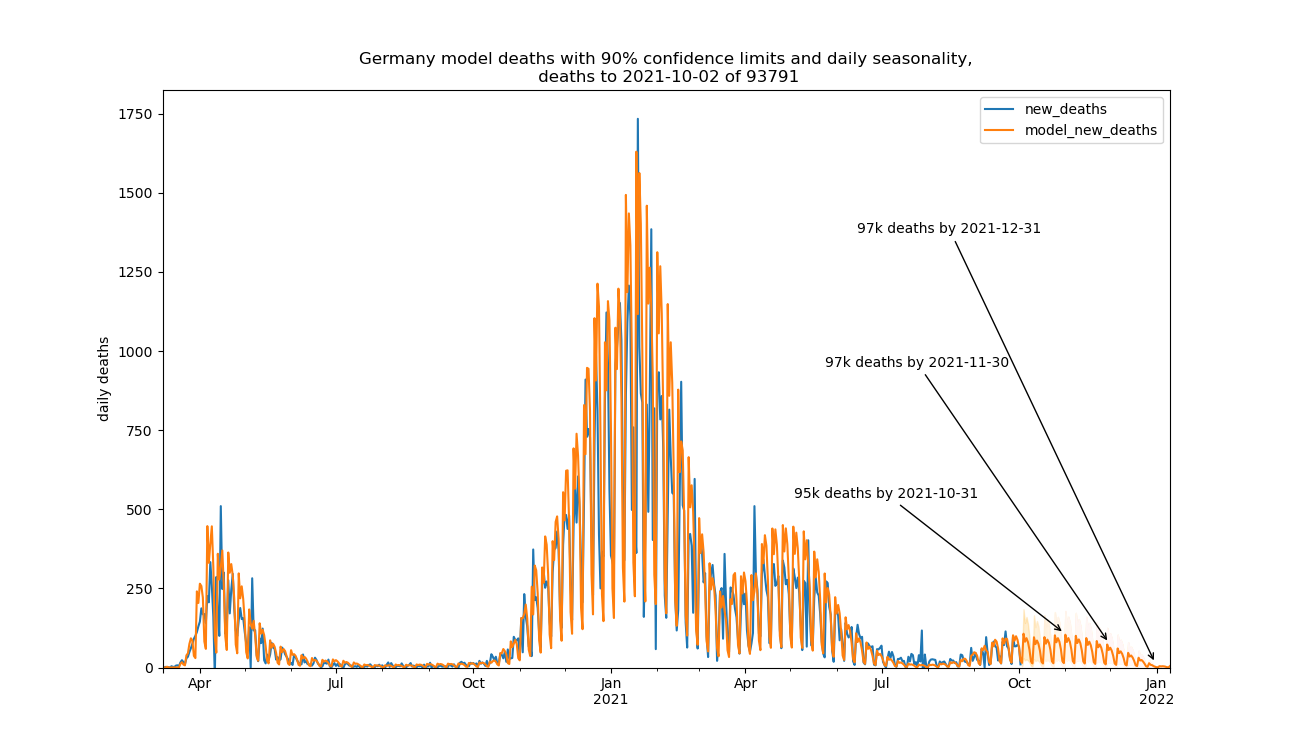 Germany model deaths with 90% confidence limits and daily seasonality,
deaths to 2021-10-02 of 93791
new_deaths
model_new_deaths
1750
1500
1250
1000
750
500
250
0
daily deaths
97k deaths by 2021-12-31
97k deaths by 2021-11-30
95k deaths by 2021-10-31
Apr Jul Oct Jan Apr Jul Oct Jan
2021 2022